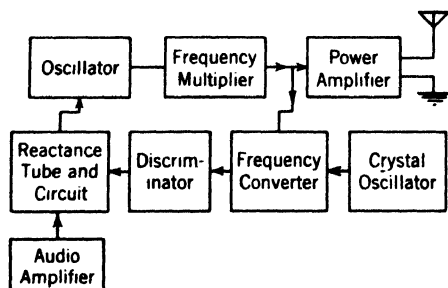 Oscillator
Frequency
Multiplier
Power
Amplifier
Reactance
Tube and
Circuit
Discrim-
inator
Frequency
Converter
Crystal
Oscillator
Audio
Amplifier